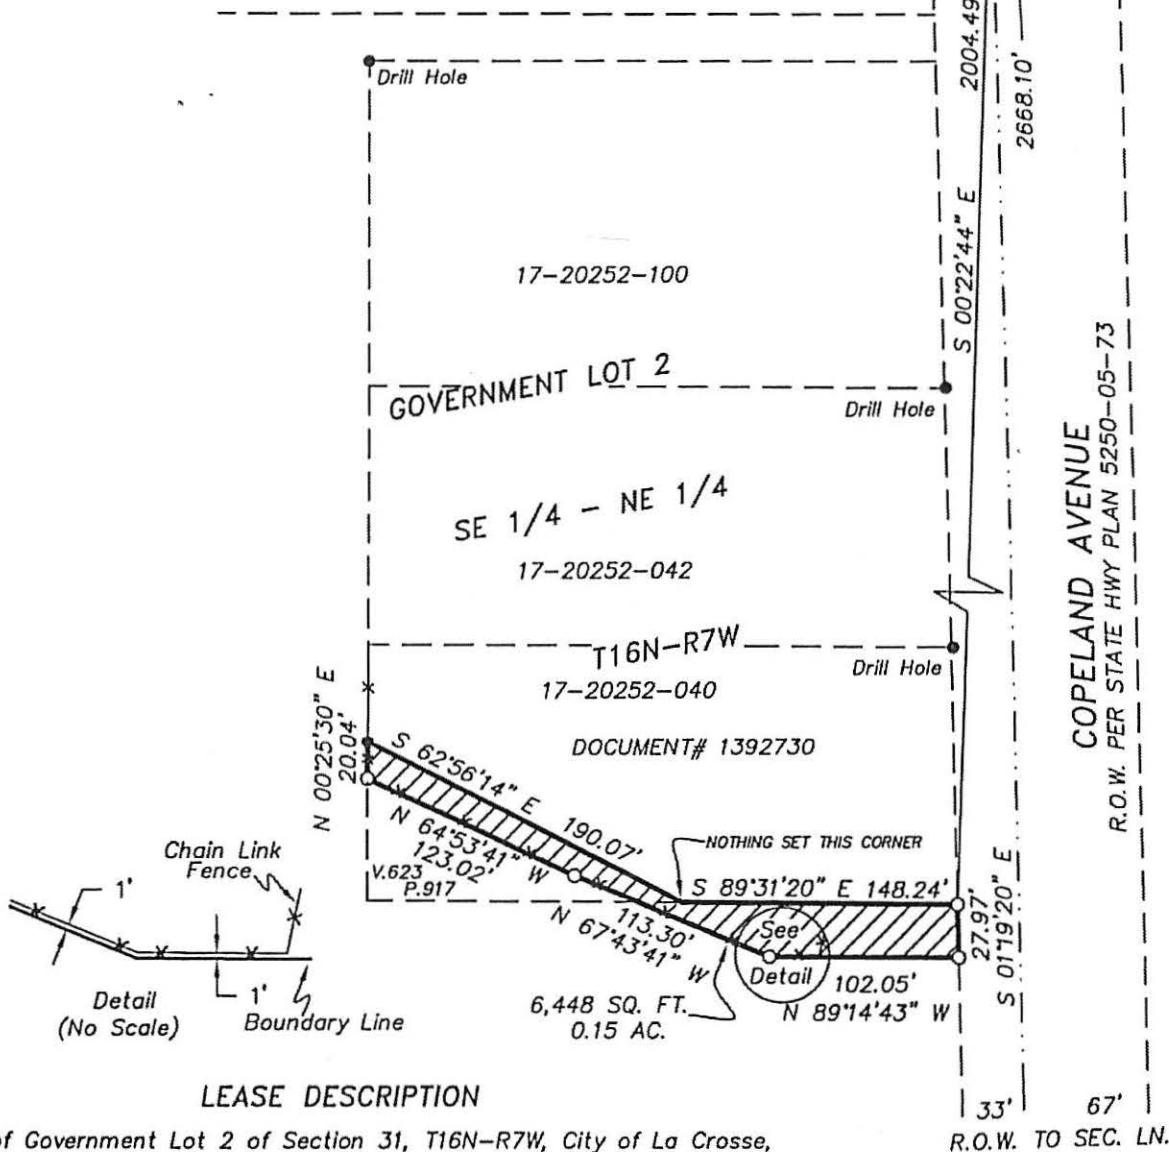 2004.49
2668.10'
Drill Hole
S 00°22'44" E
17-20252-100
GOVERNMENT LOT 2
Drill Hole
COPELAND AVENUE
R.O.W. PER STATE HWY PLAN 5250-05-73
SE 1/4 - NE 1/4
17-20252-042
T16N-R7W
Drill Hole
17-20252-040
N 00°25'30" E
20.04'
DOCUMENT# 1392730
S 62°56'14" E
190.07'
N 64°53'41" W
123.02'
NOTHING SET THIS CORNER
Chain Link
Fence
V.623
P.917
S 89°31'20" E 148.24'
27.97'
S 01°19'20" E
1'
113.30'
N 67°43'41" W
See
Detail
102.05'
N 89°14'43" W
6,448 SQ. FT.
0.15 AC.
1'
Detail
(No Scale)
Boundary Line
LEASE DESCRIPTION
33'
67'
of Government Lot 2 of Section 31, T16N-R7W, City of La Crosse,
R.O.W. TO SEC. LN.